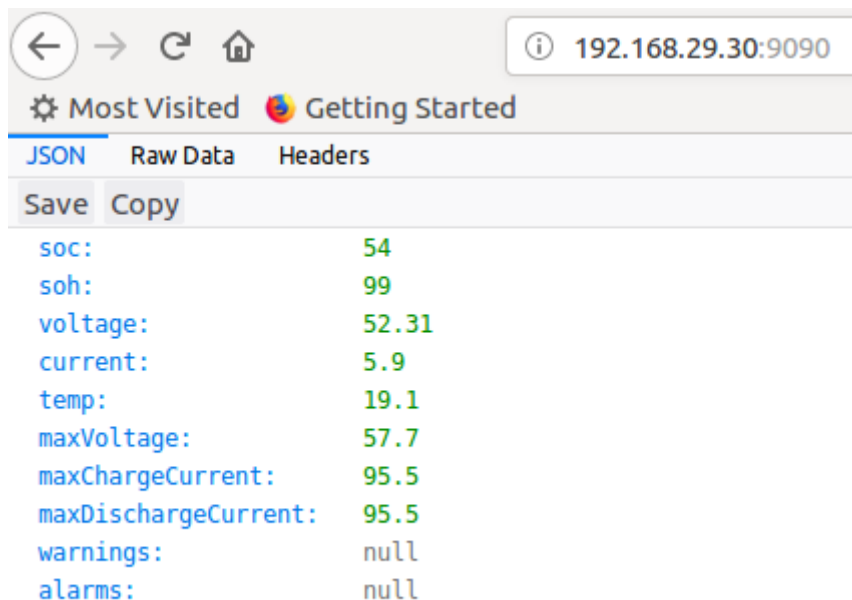 192.168.29.30:9090
Most Visited Getting Started
JSON Raw Data Headers
Save Copy
soc: 54
soh: 99
voltage: 52.31
current: 5.9
temp: 19.1
maxVoltage: 57.7
maxChargeCurrent: 95.5
maxDischargeCurrent: 95.5
warnings: null
alarms: null